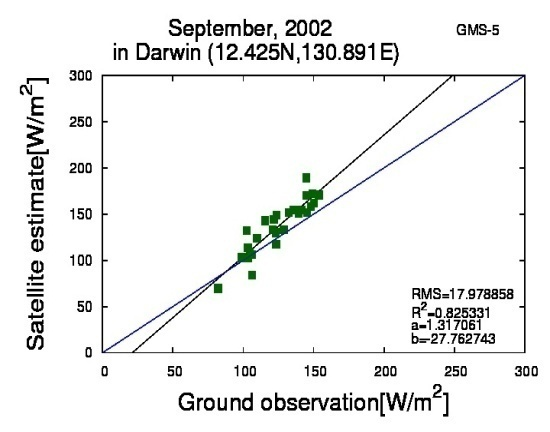 September, 2002
in Darwin (12.425N,130.891E)
GMS-5
Satellite estimate[W/m²]
300
250
200
150
100
50
0
RMS=17.978858
R²=0.825331
a=1.317061
b=-27.762743
0 50 100 150 200 250 300
Ground observation[W/m²]